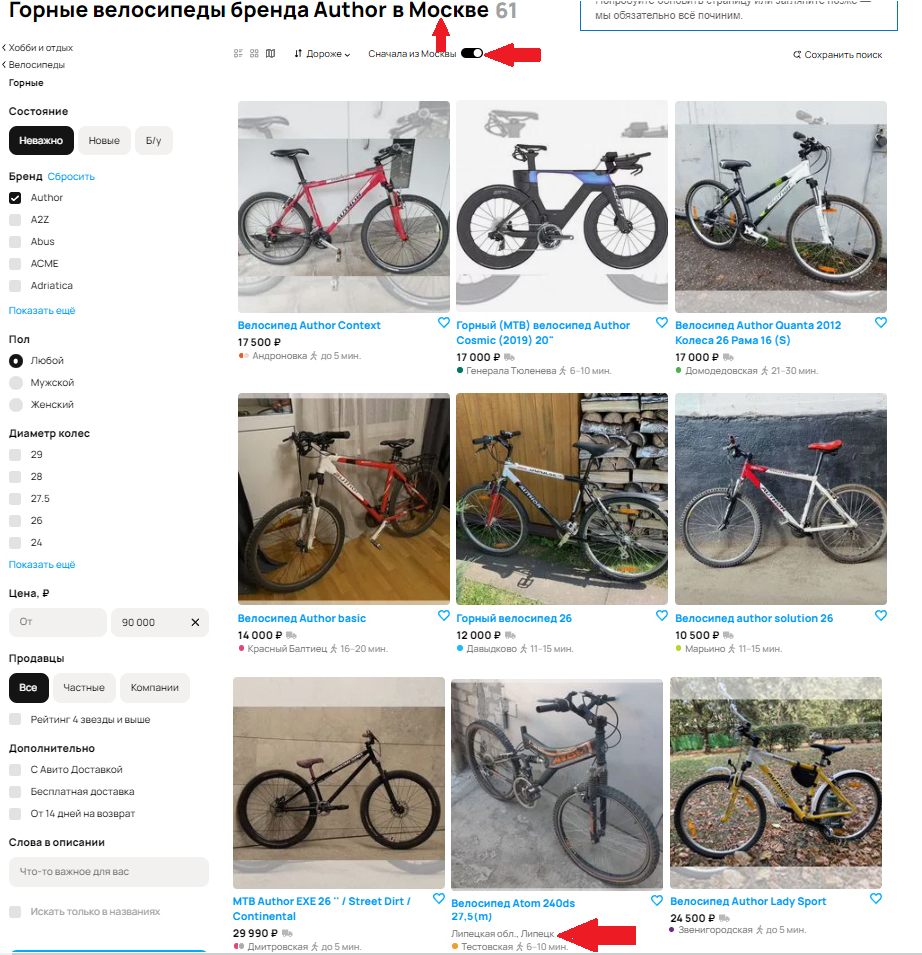 Горные велосипеды бренда Author в Москве 61
Попробуйте обновить страницу или загляните позже —
мы обязательно всё починим.
Хобби и отдых
Велосипеды
Горные
Дороже
Сначала из Москвы
Сохранить поиск
Состояние
Неважно
Новые
Б/у
Бренд Сбросить
Author
A2Z
Abus
ACME
Adriatica
Показать ещё
Пол
Любой
Мужской
Женский
Диаметр колес
29
28
27.5
26
24
Показать ещё
Цена, ₽
От
90 000
Продавцы
Все
Частные
Компании
Рейтинг 4 звезды и выше
Дополнительно
С Авито Доставкой
Бесплатная доставка
От 14 дней на возврат
Слова в описании
Что-то важное для вас
Искать только в названиях
Велосипед Author Context
17 500 ₽
Андроновка до 5 мин.
Горный (MTB) велосипед Author
Cosmic (2019) 20"
17 000 ₽
Генерала Тюленева 6–10 мин.
Велосипед Author Quanta 2012
Колеса 26 Рама 16 (S)
17 000 ₽
Домодедовская 21–30 мин.
Велосипед Author basic
14 000 ₽
Красный Балтиец 16–20 мин.
Горный велосипед 26
12 000 ₽
Давыдково 11–15 мин.
Велосипед author solution 26
10 500 ₽
Марьино 11–15 мин.
MTB Author EXE 26 '' / Street Dirt /
Continental
29 990 ₽
Дмитровская до 5 мин.
Велосипед Atom 240ds
27,5(m)
Липецкая обл., Липецк
Тестовская 6–10 мин.
Велосипед Author Lady Sport
24 500 ₽
Звенигородская до 5 мин.